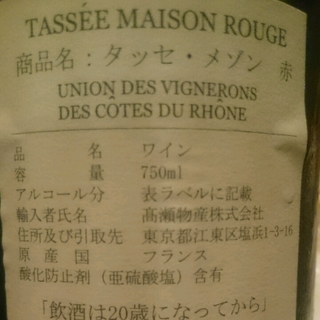 TASSÉE MAISON ROUGE
商品名：タッセ・メゾン 赤
UNION DES VIGNERONS
DES CÔTES DU RHÔNE
品名 ワイン
容量 750ml
アルコール分 表ラベルに記載
輸入者氏名 髙瀬物産株式会社
住所及び引取先 東京都江東区塩浜1-3-16
原産国 フランス
酸化防止剤（亜硫酸塩）含有
「飲酒は20歳になってから」